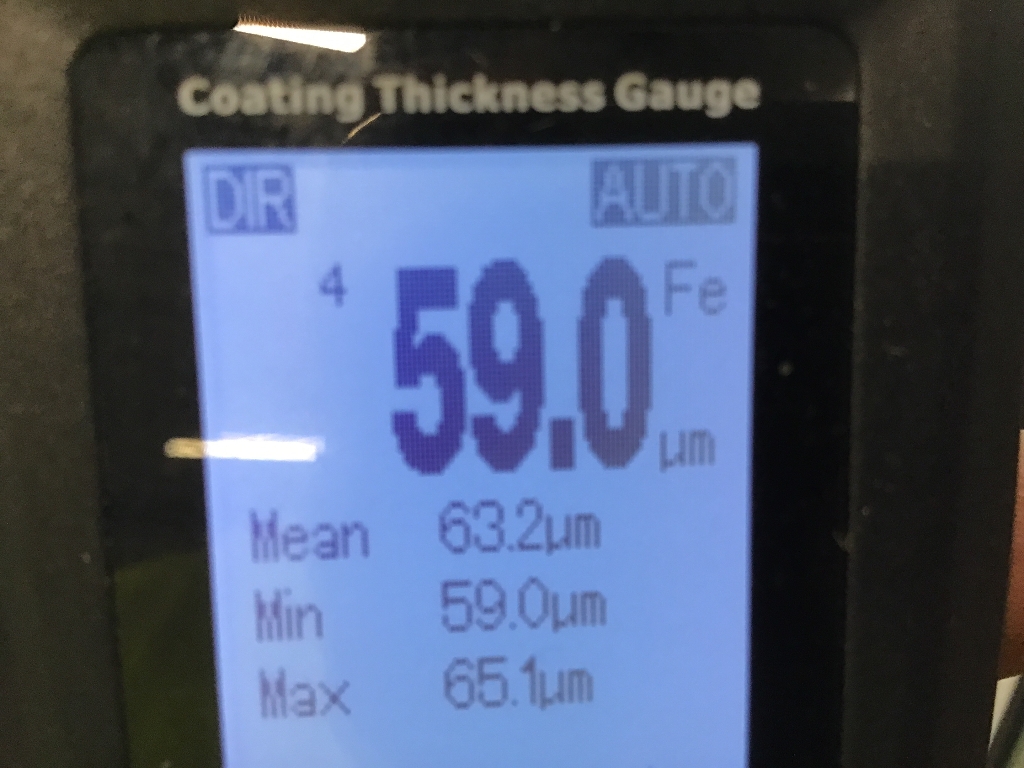 Coating Thickness Gauge
DIR AUTO
4 59.0 Fe
µm
Mean 63.2µm
Min 59.0µm
Max 65.1µm